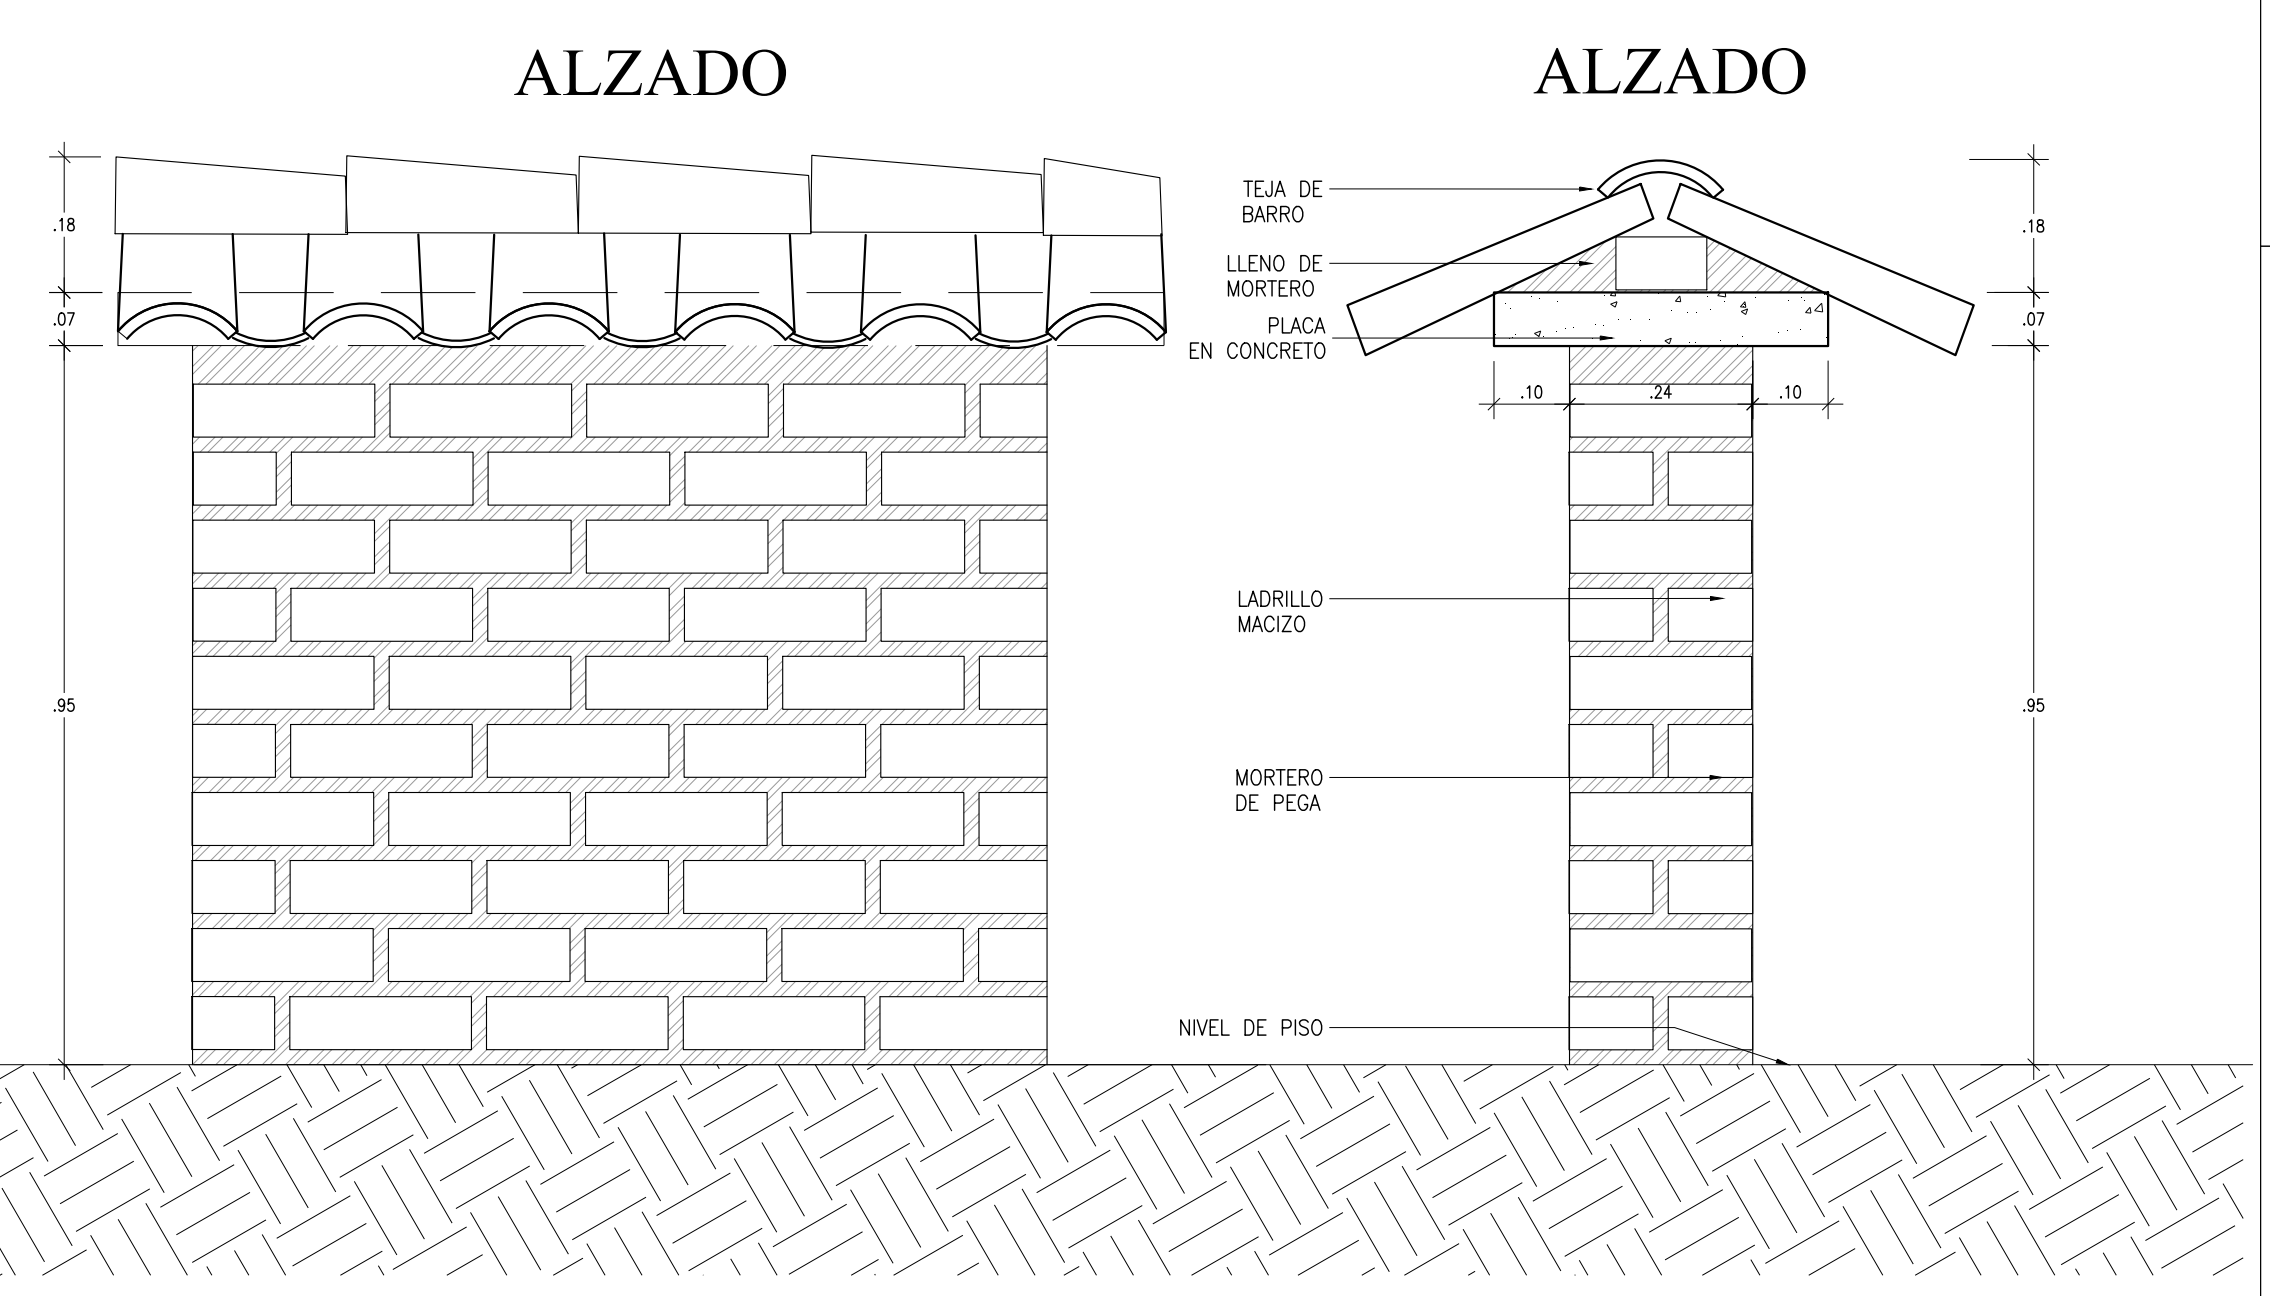 ALZADO
ALZADO
.18
.07
.95
TEJA DE
BARRO
LLENO DE
MORTERO
PLACA
EN CONCRETO
.18
.07
.10
.24
.10
LADRILLO
MACIZO
.95
MORTERO
DE PEGA
NIVEL DE PISO